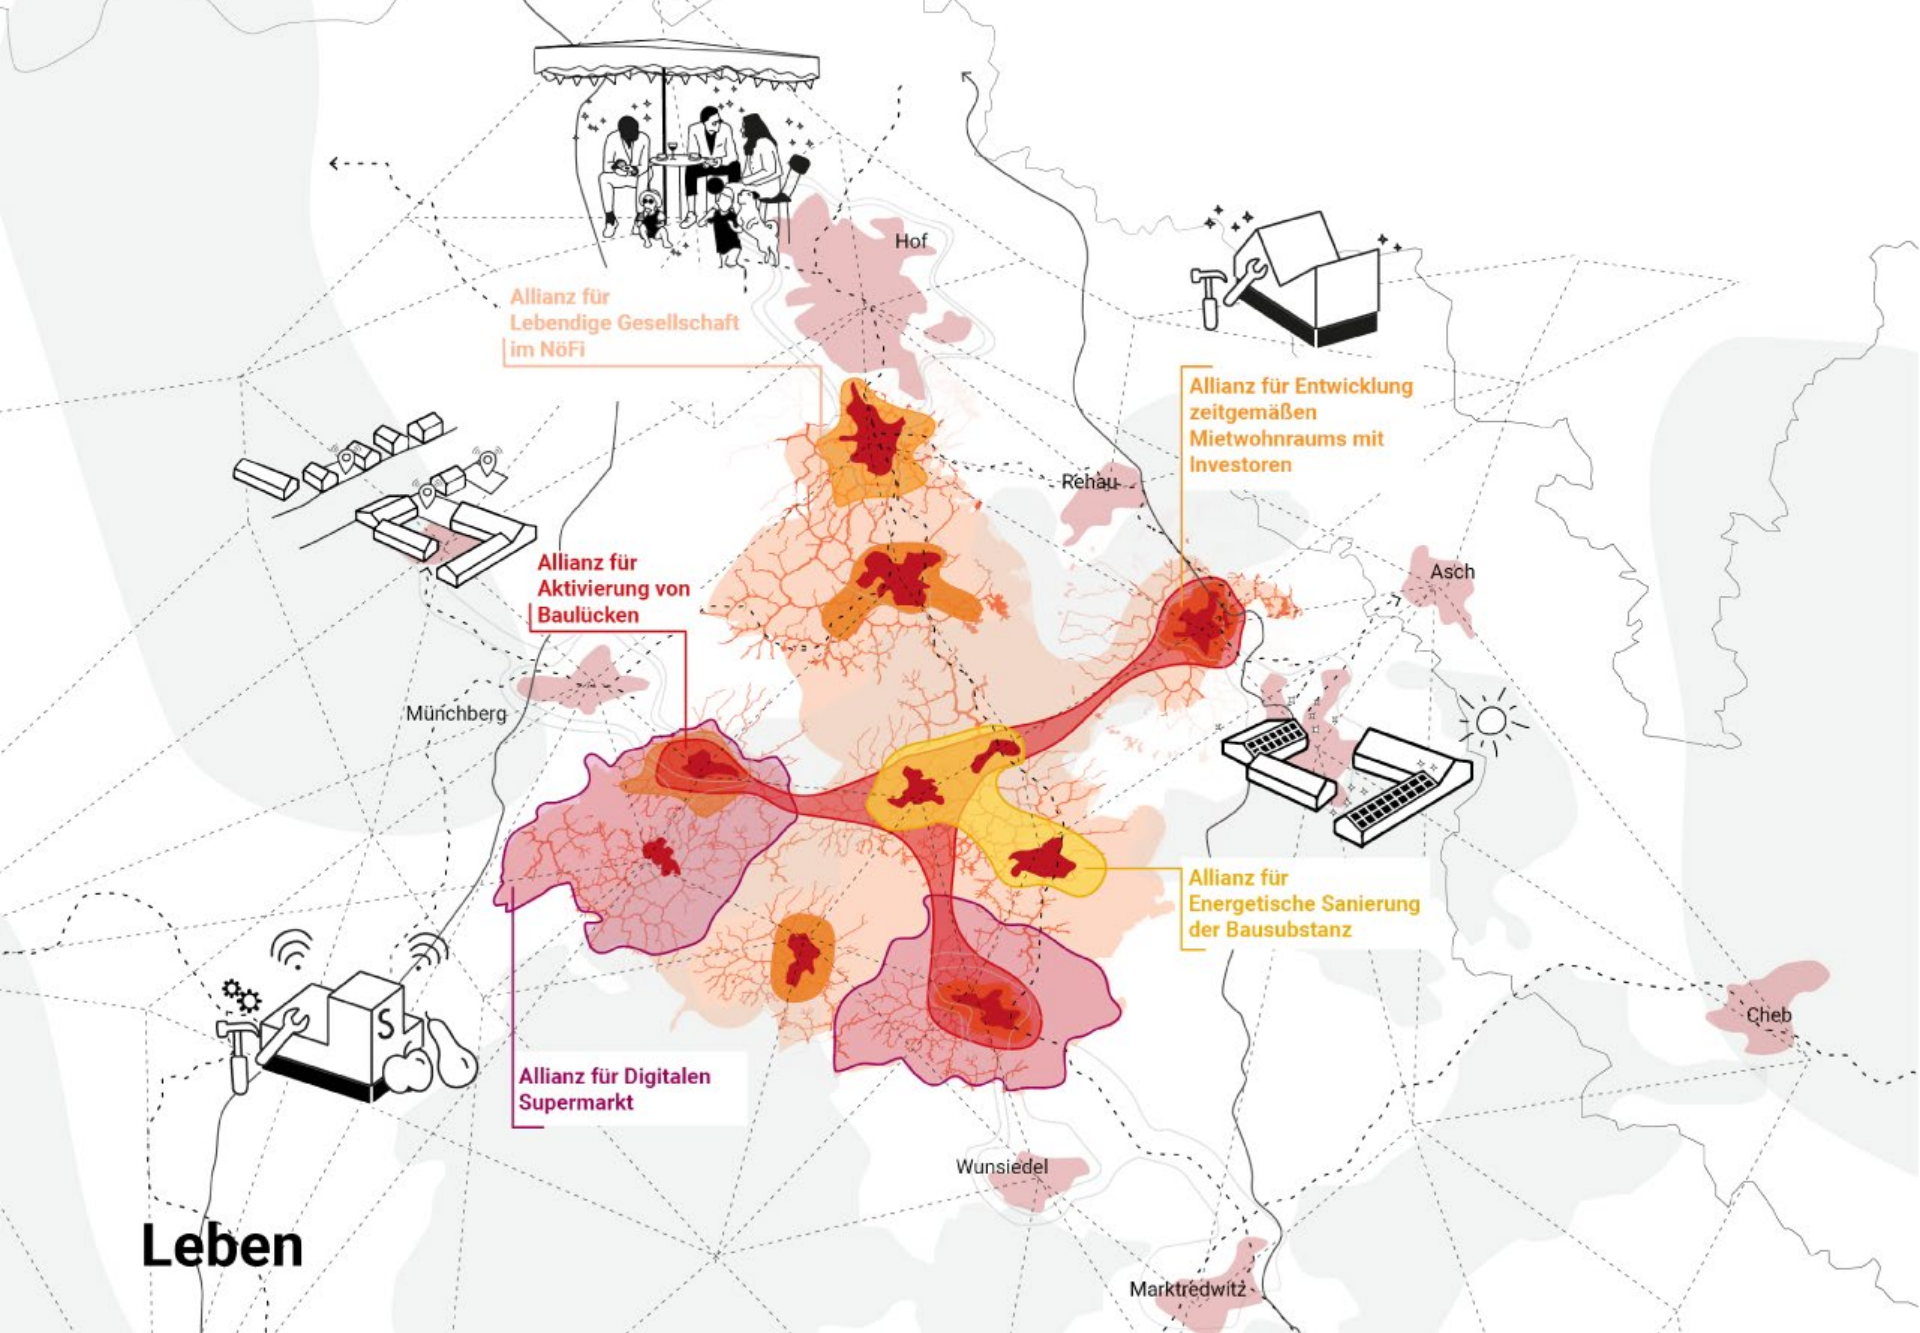 Hof
Allianz für
Lebendige Gesellschaft
im NöFi
Allianz für Entwicklung
zeitgemäßen
Mietwohnraums mit
Investoren
Rehau
Allianz für
Aktivierung von
Baulücken
Asch
Münchberg
Allianz für
Energetische Sanierung
der Bausubstanz
S
Cheb
Allianz für Digitalen
Supermarkt
Wunsiedel
Leben
Marktredwitz